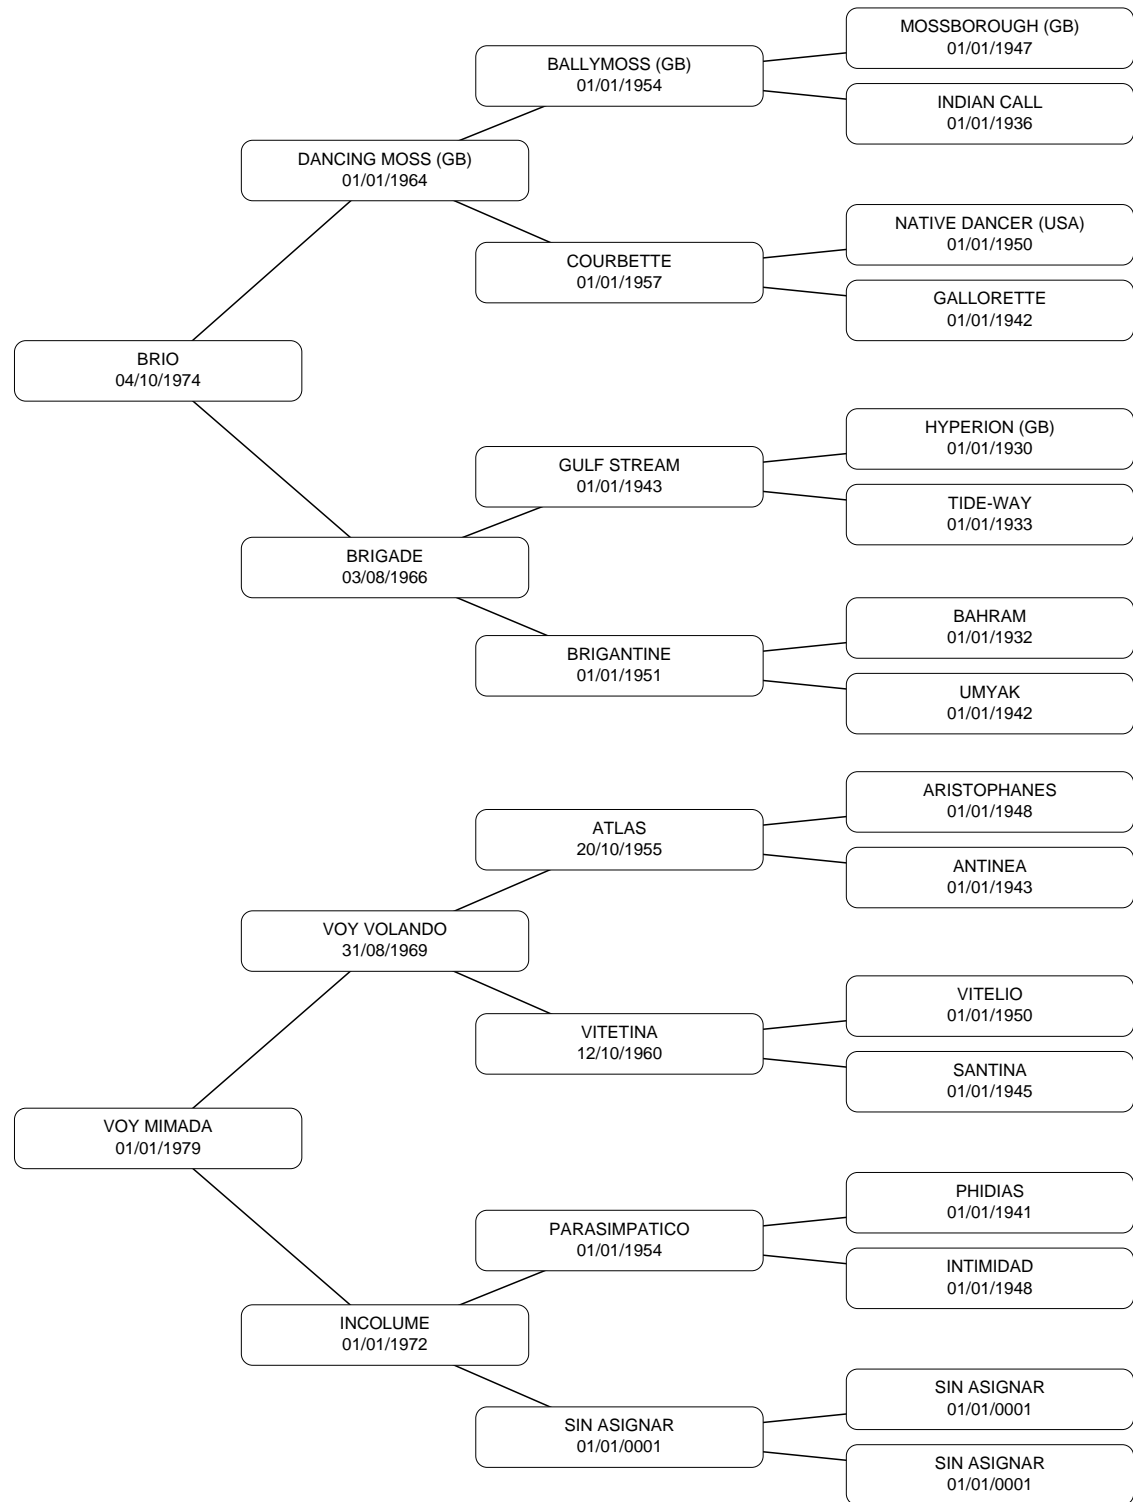 MOSSBOROUGH (GB)
01/01/1947
BALLYMOSS (GB)
01/01/1954
INDIAN CALL
01/01/1936
DANCING MOSS (GB)
01/01/1964
NATIVE DANCER (USA)
01/01/1950
COURBETTE
01/01/1957
GALLORETTE
01/01/1942
BRIO
04/10/1974
HYPERION (GB)
01/01/1930
GULF STREAM
01/01/1943
TIDE-WAY
01/01/1933
BRIGADE
03/08/1966
BAHRAM
01/01/1932
BRIGANTINE
01/01/1951
UMYAK
01/01/1942
ARISTOPHANES
01/01/1948
ATLAS
20/10/1955
ANTINEA
01/01/1943
VOY VOLANDO
31/08/1969
VITELIO
01/01/1950
VITETINA
12/10/1960
SANTINA
01/01/1945
VOY MIMADA
01/01/1979
PHIDIAS
01/01/1941
PARASIMPATICO
01/01/1954
INTIMIDAD
01/01/1948
INCOLUME
01/01/1972
SIN ASIGNAR
01/01/0001
SIN ASIGNAR
01/01/0001
SIN ASIGNAR
01/01/0001